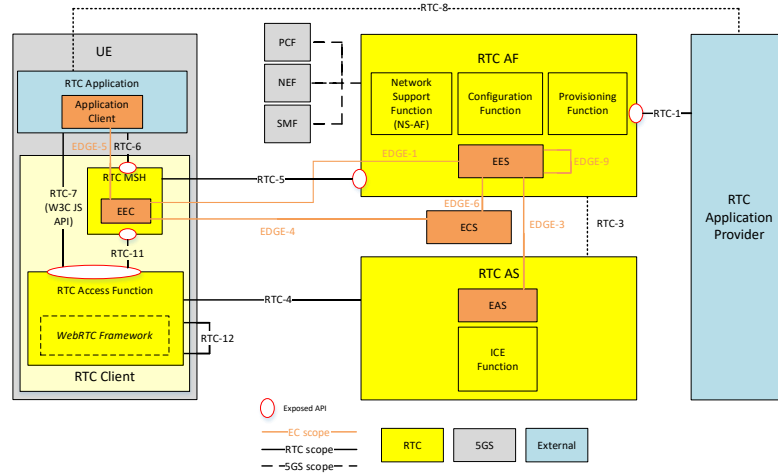 RTC-8
UE
RTC Application
Application
Client
EDGE-5
RTC-6
RTC-7
(W3C JS
API)
RTC MSH
EEC
RTC-11
RTC Access Function
WebRTC Framework
RTC-12
RTC Client
PCF
NEF
SMF
RTC AF
Network
Support
Function
(NS-AF)
Configuration
Function
Provisioning
Function
RTC-1
EDGE-1
EES
EDGE-9
RTC-5
EDGE-6
EDGE-4
ECS
EDGE-3
RTC-3
RTC AS
RTC-4
EAS
ICE
Function
RTC
Application
Provider
Exposed API
EC scope
RTC scope
5GS scope
RTC
5GS
External